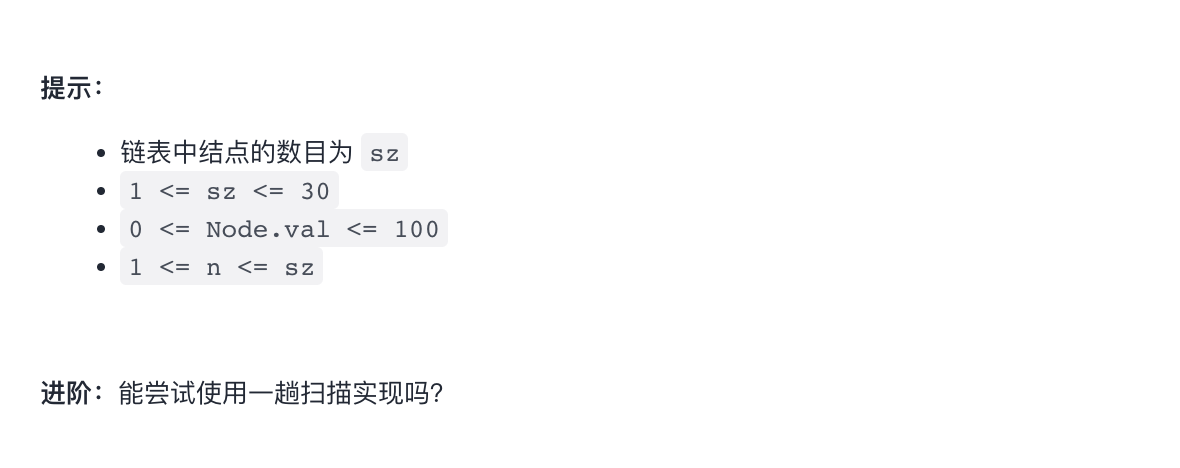 提示：
链表中结点的数目为 sz
1 <= sz <= 30
0 <= Node.val <= 100
1 <= n <= sz
进阶：能尝试使用一趟扫描实现吗？